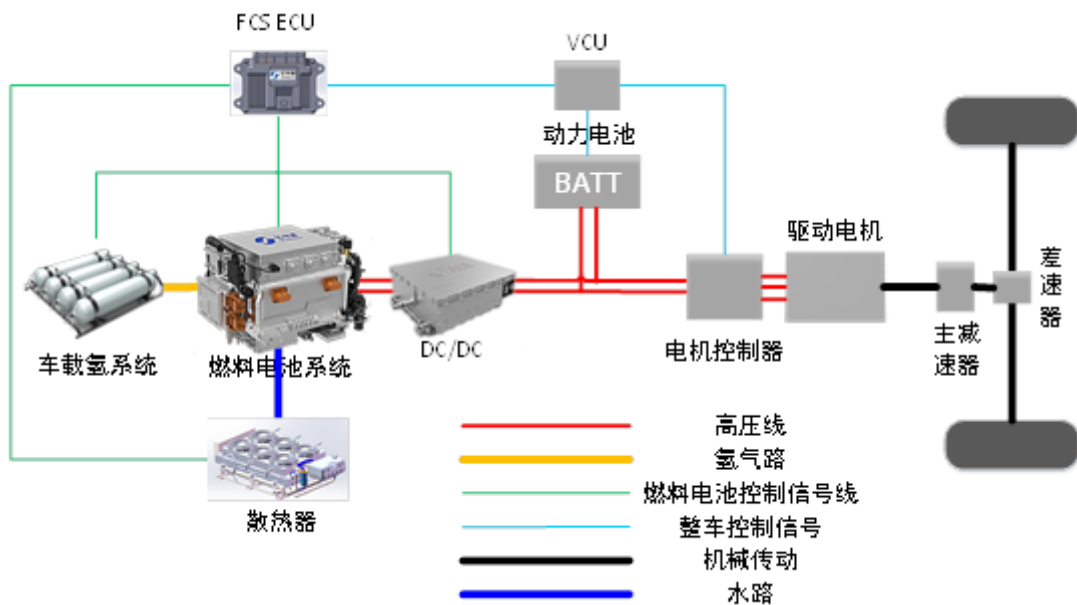 FCS ECU
VCU
动力电池
BATT
驱动电机
差速器
DC/DC
车载氢系统
燃料电池系统
电机控制器
主减
速器
散热器
高压线
氢气路
燃料电池控制信号线
整车控制信号
机械传动
水路